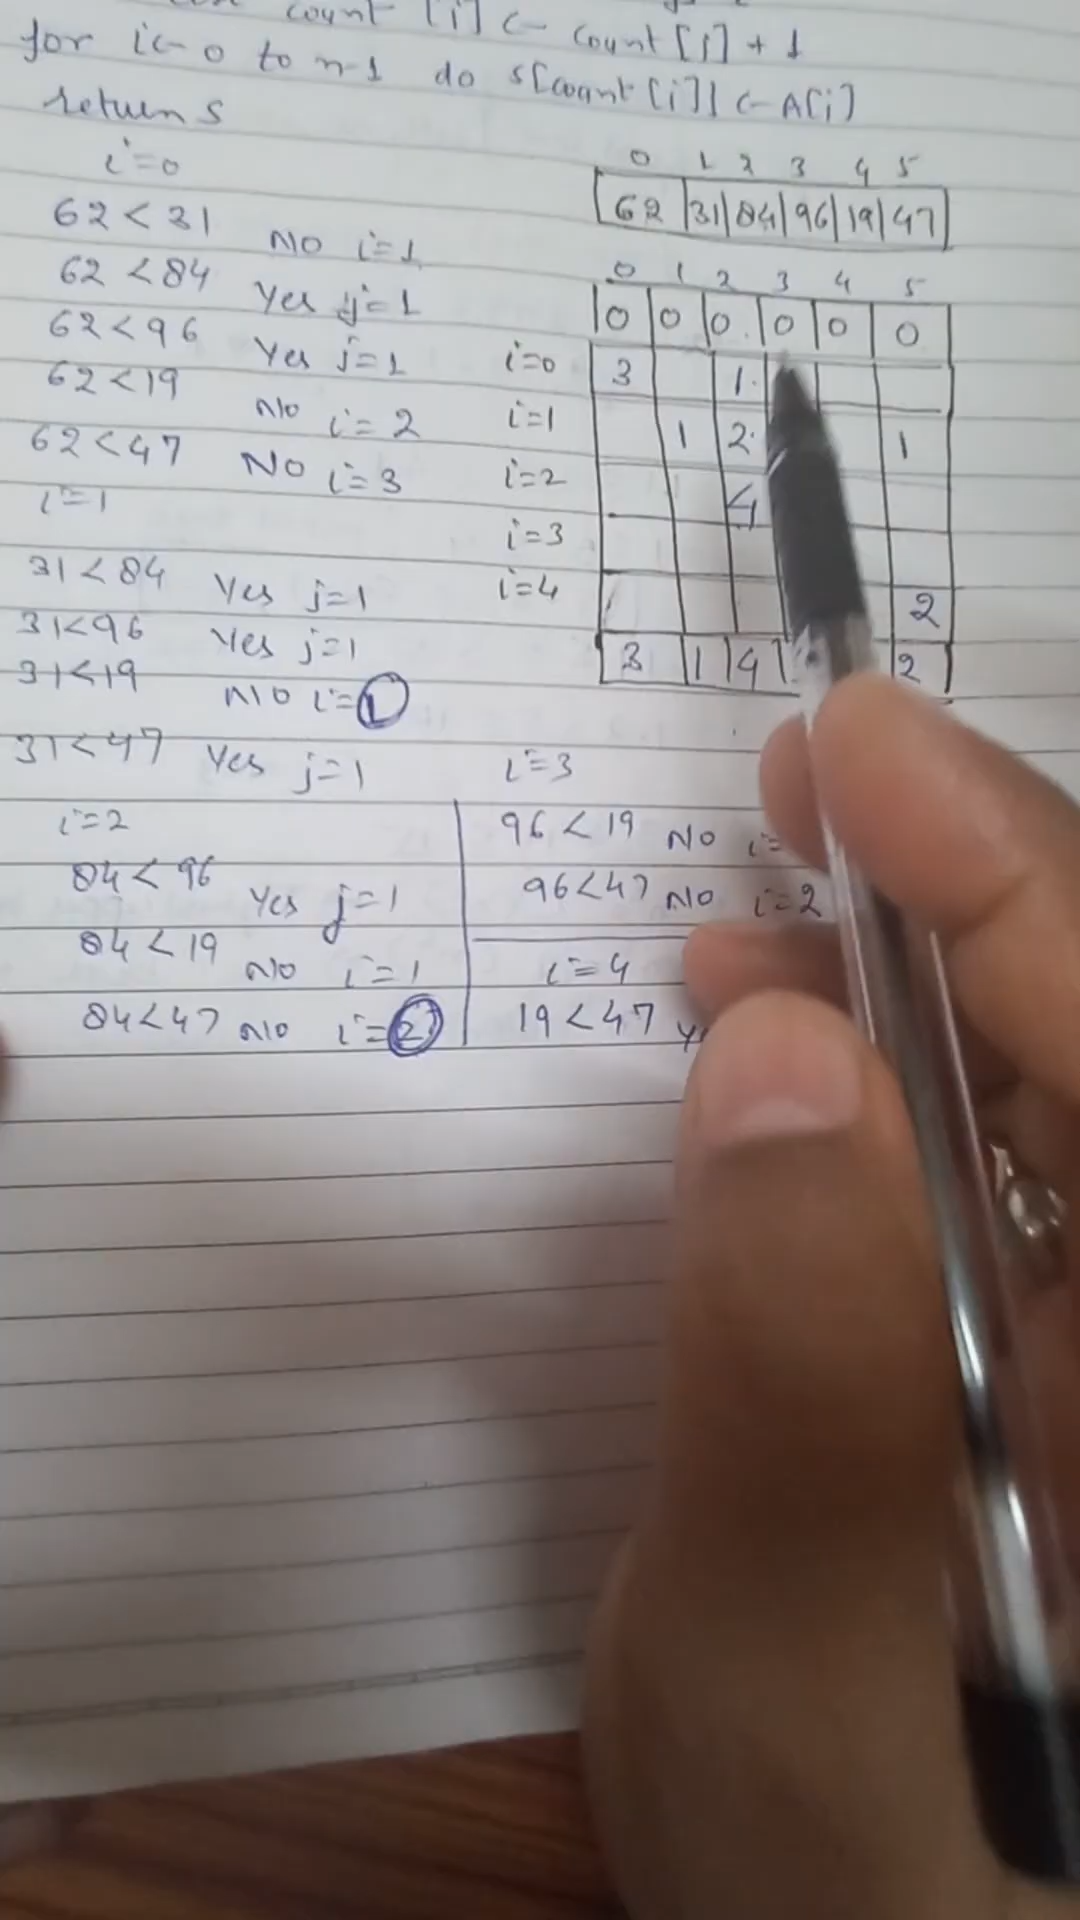 count [i] <- count [i] + 1
for i <- 0 to n-1 do s[count [i]] <- A[i]
return s
i=0
62 < 31 No i=1
62 < 84 Yes j=1
62 < 96 Yes j=1
62 < 19 No i=2
62 < 47 No i=3
i=1
31 < 84 Yes j=1
31 < 96 Yes j=1
31 < 19 No i=1
31 < 47 Yes j=1
i=2
84 < 96 Yes j=1
84 < 19 No i=1
84 < 47 No i=2
0 1 2 3 4 5
62 31 84 96 19 47
0 1 2 3 4 5
0 0 0 0 0 0
i=0 3 1
i=1 1 2 1
i=2 4
i=3
i=4 2
3 1 4 2
i=3
96 < 19 No i=
96 < 47 No i=2
i=4
19 < 47